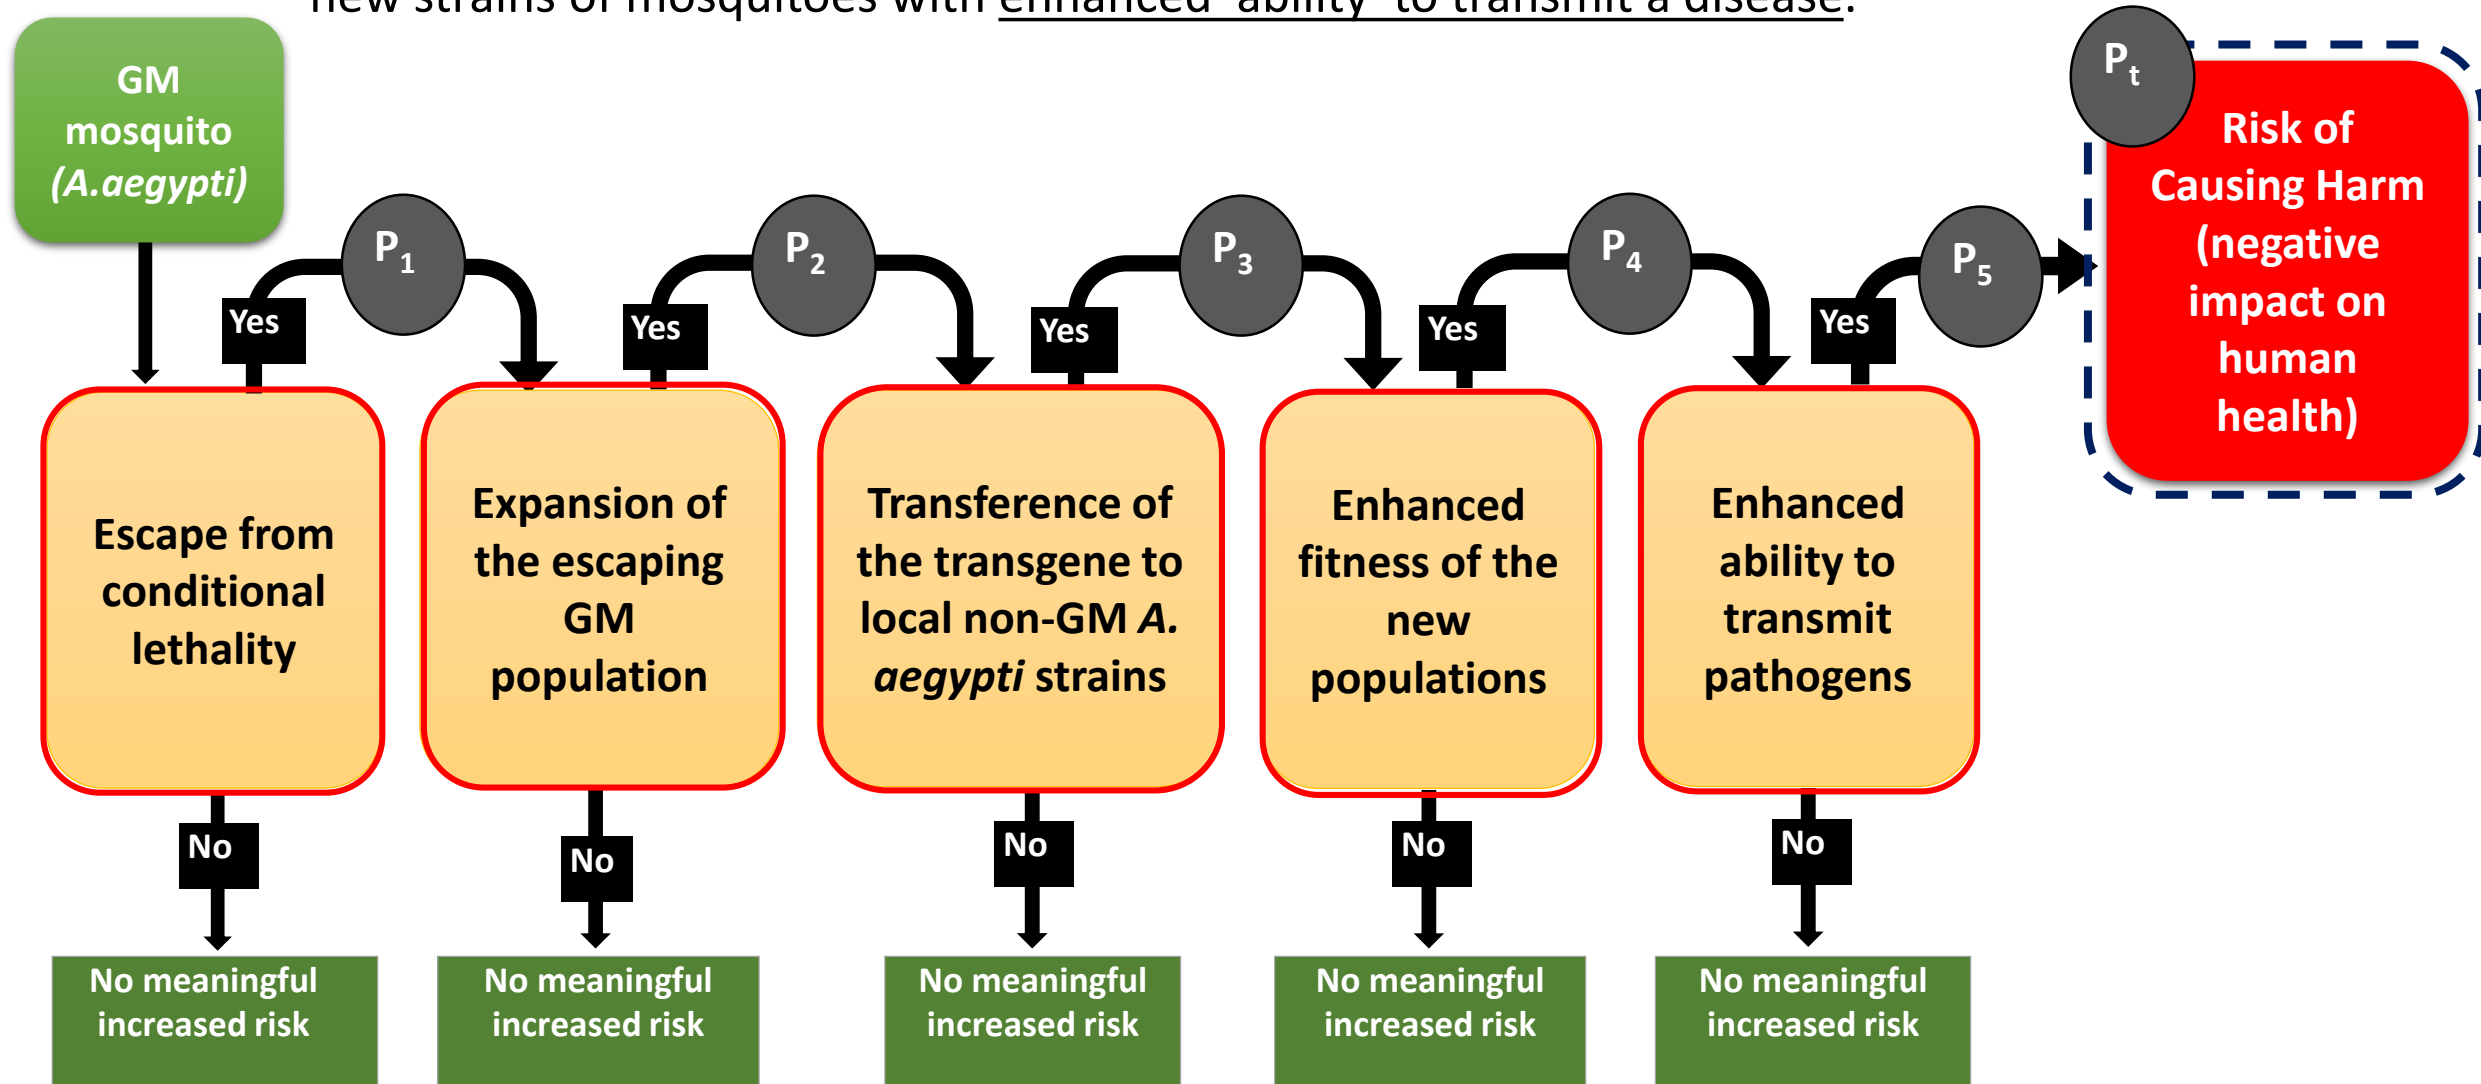 new strains of mosquitoes with enhanced ability to transmit a disease.
GM
mosquito
(A.aegypti)
Yes
P1
Yes
P2
Yes
P3
Yes
P4
Yes
P5
Pt
Risk of
Causing Harm
(negative
impact on
human
health)
Escape from
conditional
lethality
Expansion of
the escaping
GM
population
Transference of
the transgene to
local non-GM A.
aegypti strains
Enhanced
fitness of the
new
populations
Enhanced
ability to
transmit
pathogens
No
No
No
No
No
No meaningful
increased risk
No meaningful
increased risk
No meaningful
increased risk
No meaningful
increased risk
No meaningful
increased risk